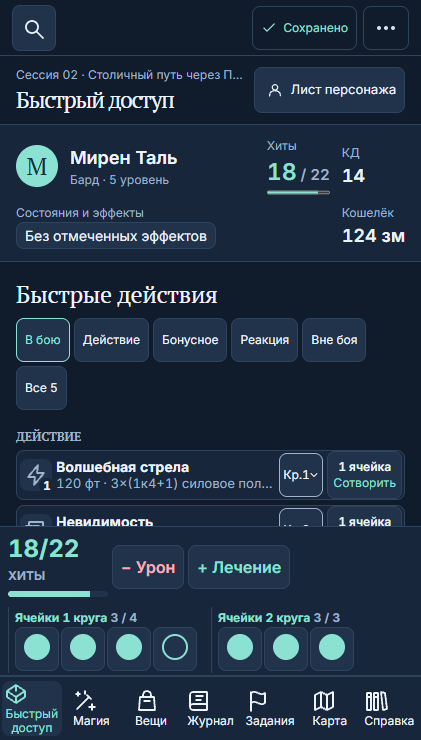 Сохранено
Сессия 02 · Столичный путь через П...
Быстрый доступ
Лист персонажа
М
Мирен Таль
Бард · 5 уровень
Хиты
18 / 22
КД
14
Состояния и эффекты
Без отмеченных эффектов
Кошелёк
124 зм
Быстрые действия
В бою
Действие
Бонусное
Реакция
Вне боя
Все 5
ДЕЙСТВИЕ
1
Волшебная стрела
120 фт · 3×(1к4+1) силовое пол...
Кр.1
1 ячейка
Сотворить
Невидимость
1 ячейка
18/22
ХИТЫ
− Урон
+ Лечение
Ячейки 1 круга 3 / 4
Ячейки 2 круга 3 / 3
Быстрый
доступ
Магия
Вещи
Журнал
Задания
Карта
Справка